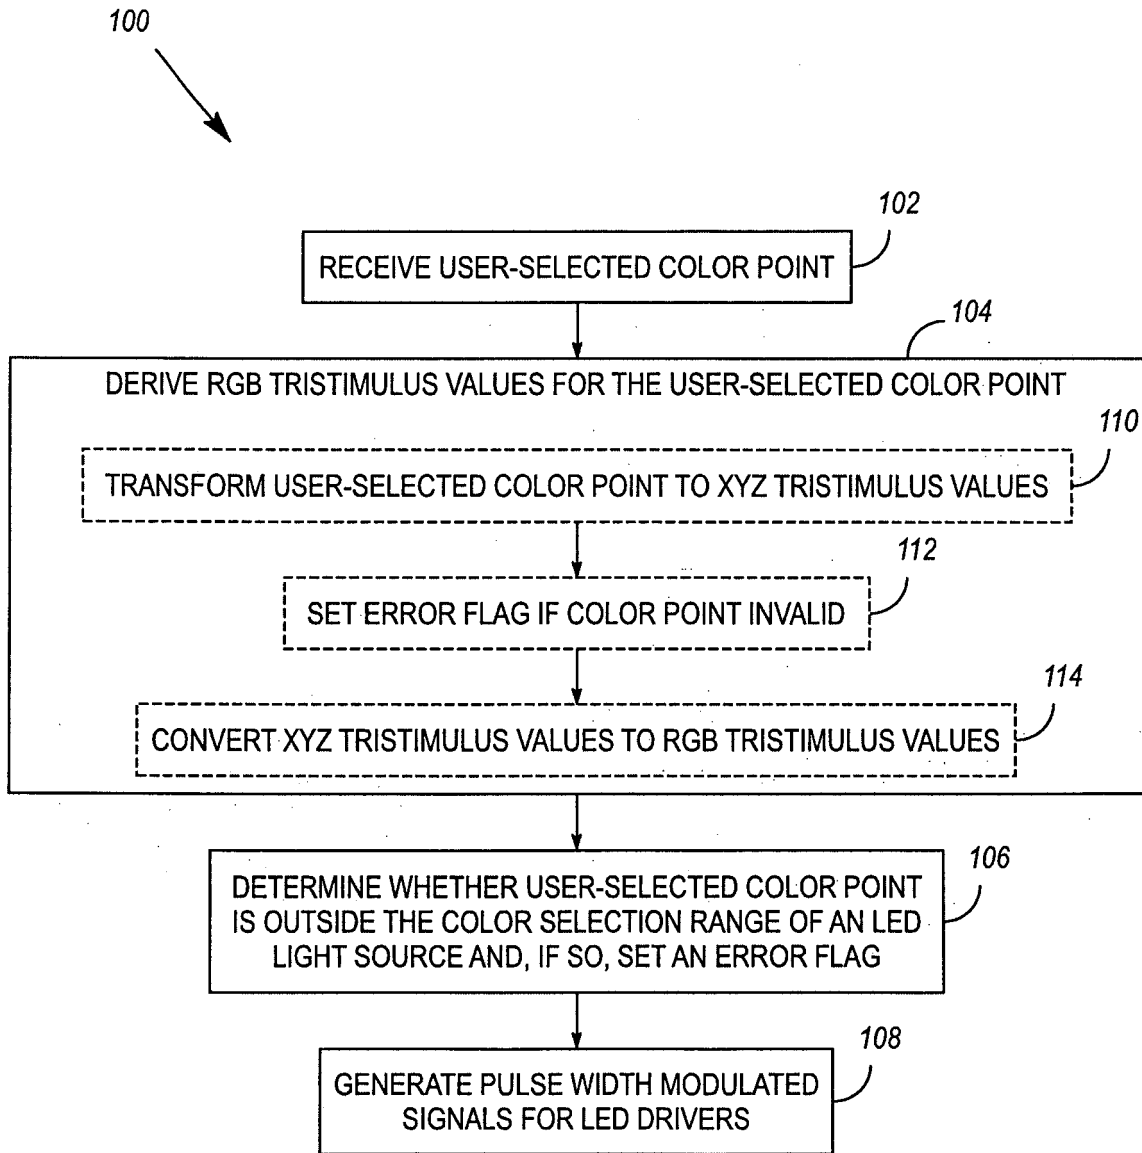 100
102
RECEIVE USER-SELECTED COLOR POINT
104
DERIVE RGB TRISTIMULUS VALUES FOR THE USER-SELECTED COLOR POINT
110
TRANSFORM USER-SELECTED COLOR POINT TO XYZ TRISTIMULUS VALUES
112
SET ERROR FLAG IF COLOR POINT INVALID
114
CONVERT XYZ TRISTIMULUS VALUES TO RGB TRISTIMULUS VALUES
106
DETERMINE WHETHER USER-SELECTED COLOR POINT
IS OUTSIDE THE COLOR SELECTION RANGE OF AN LED
LIGHT SOURCE AND, IF SO, SET AN ERROR FLAG
108
GENERATE PULSE WIDTH MODULATED
SIGNALS FOR LED DRIVERS